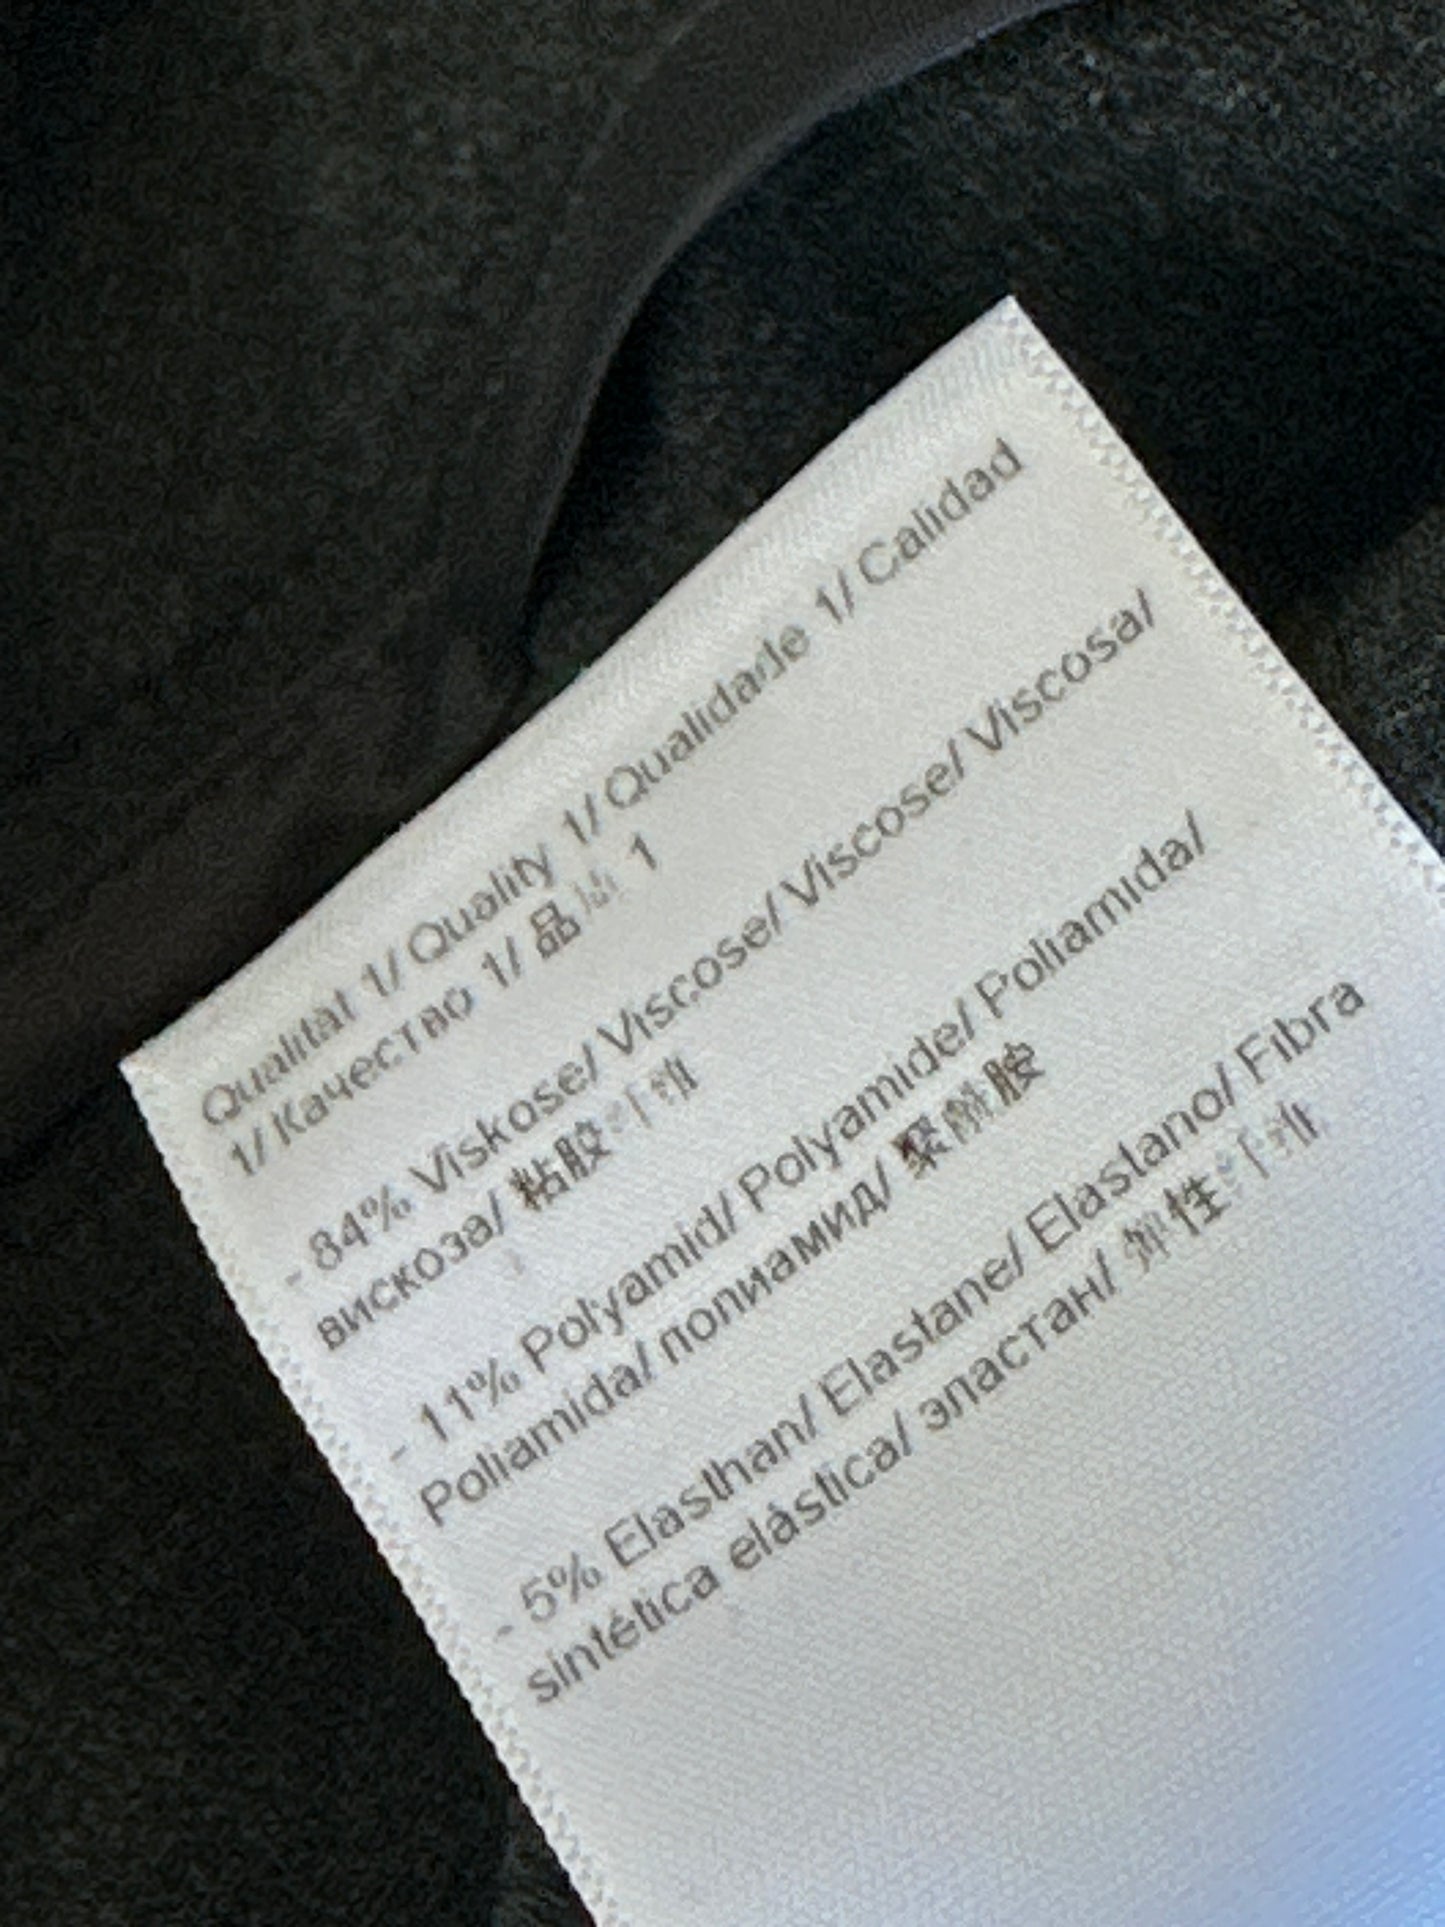 Qualität 1/ Quality 1/ Qualidade 1/ Calidad
1/ Качество 1/ 品质 1
- 84% Viskose/ Viscose/ Viscose/ Viscosa/
вискоза/ 粘胶纤维
- 11% Polyamid/ Polyamide/ Poliamida/
Poliamida/ полиамид/ 聚酰胺
- 5% Elasthan/ Elastane/ Elastano/ Fibra
sintética elástica/ эластан/ 弹性纤维